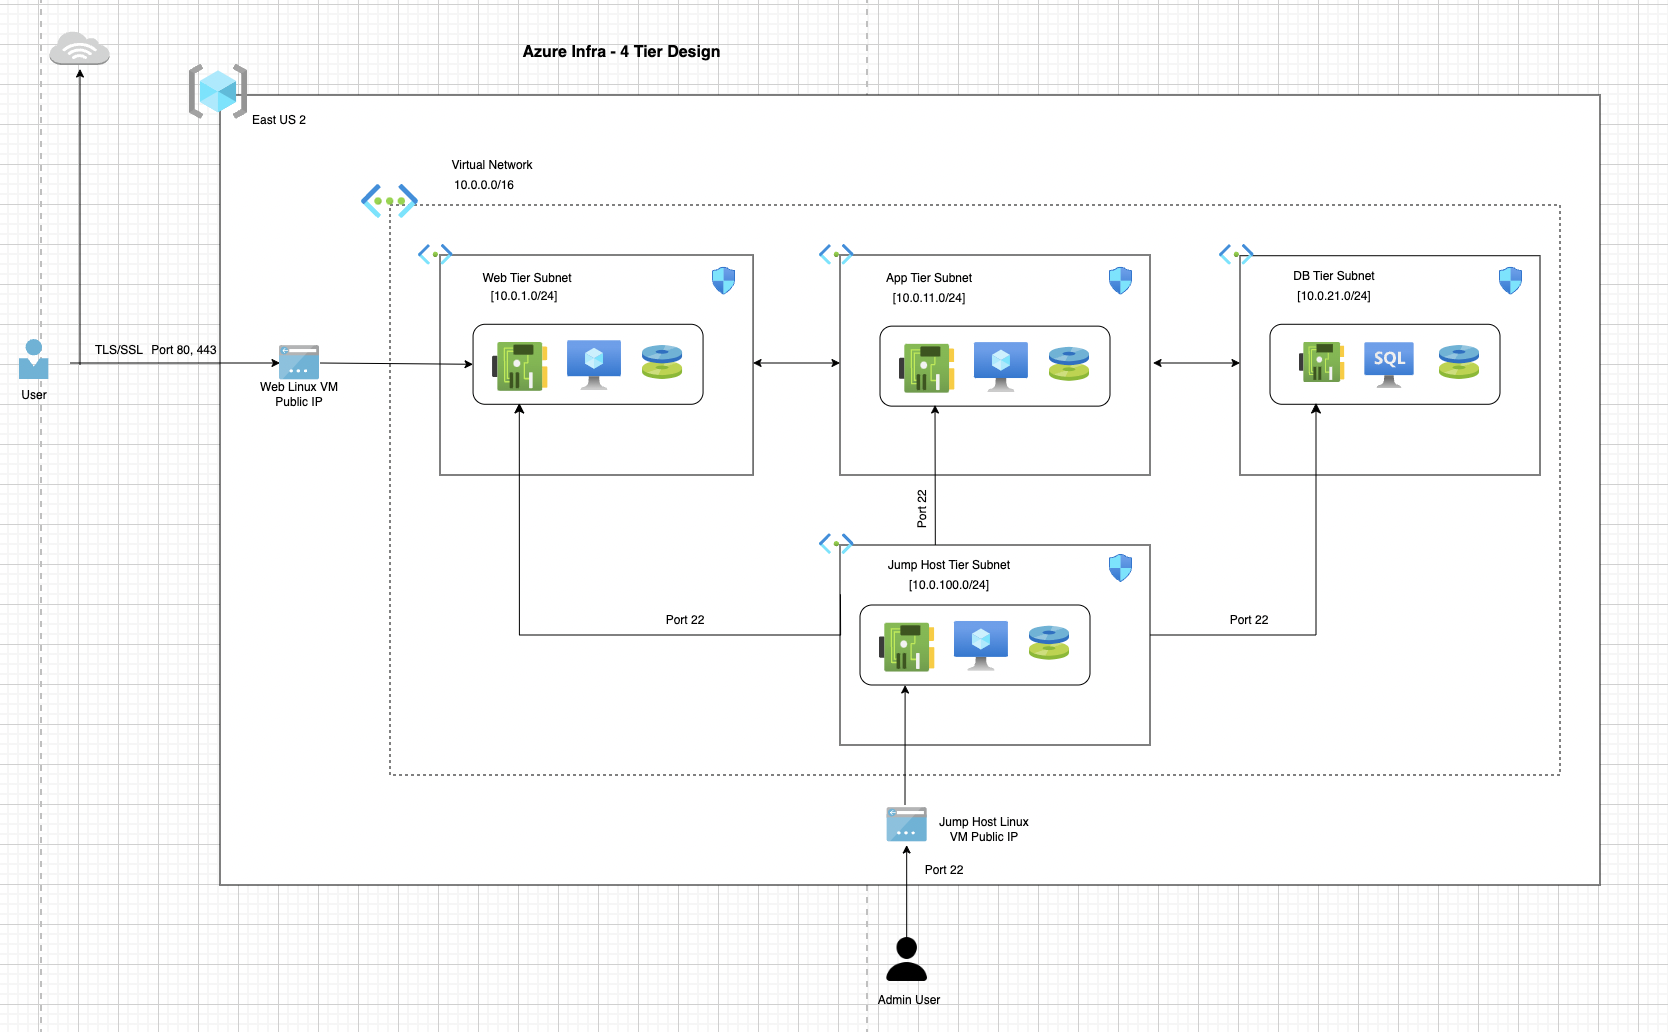 Azure Infra - 4 Tier Design
East US 2
Virtual Network
10.0.0.0/16
Web Tier Subnet
[10.0.1.0/24]
App Tier Subnet
[10.0.11.0/24]
DB Tier Subnet
[10.0.21.0/24]
SQL
TLS/SSL Port 80, 443
User
Web Linux VM
Public IP
Port 22
Jump Host Tier Subnet
[10.0.100.0/24]
Port 22
Port 22
Jump Host Linux
VM Public IP
Port 22
Admin User